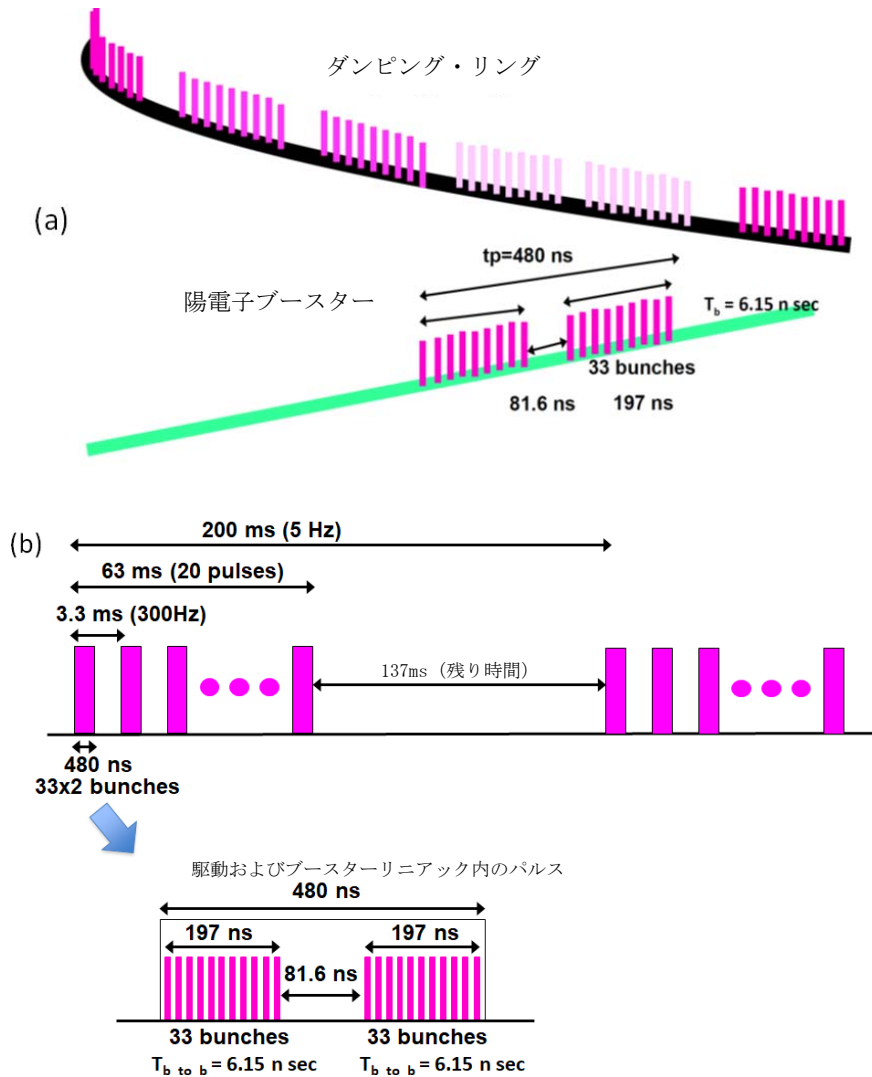 ダンピング・リング
(a)
tp=480 ns
陽電子ブースター
T_b = 6.15 n sec
33 bunches
81.6 ns
197 ns
(b)
200 ms (5 Hz)
63 ms (20 pulses)
3.3 ms (300Hz)
137ms（残り時間）
480 ns
33x2 bunches
駆動およびブースターリニアック内のパルス
480 ns
197 ns
197 ns
81.6 ns
33 bunches
33 bunches
T_b_to_b = 6.15 n sec
T_b_to_b = 6.15 n sec